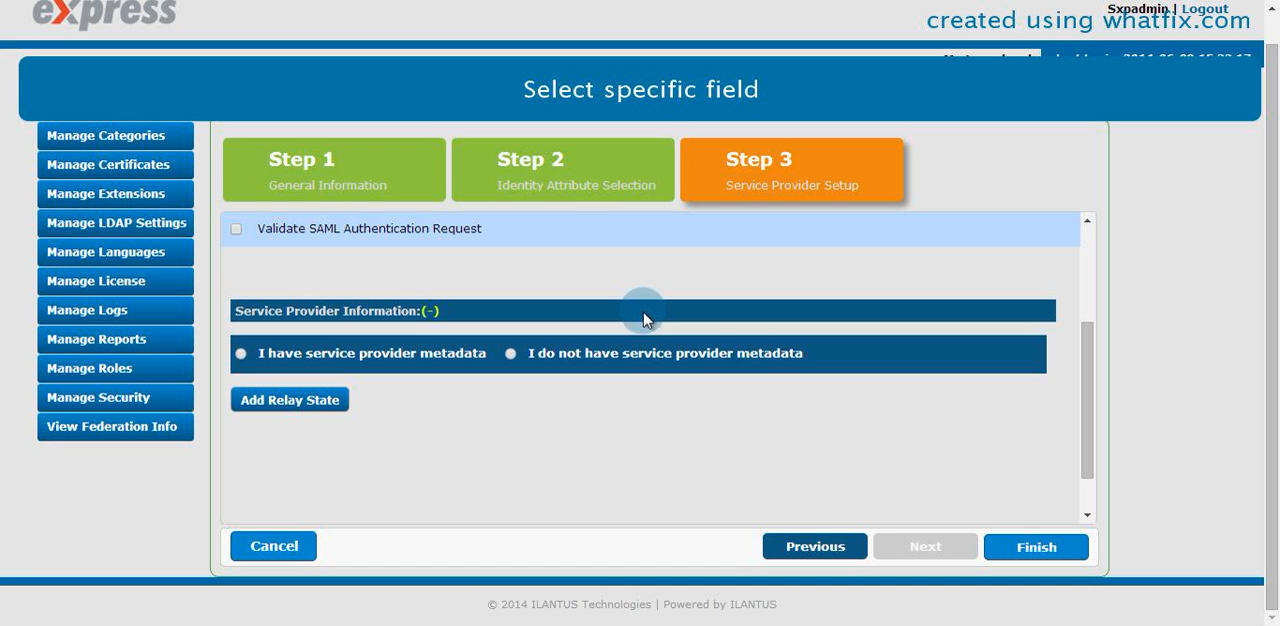 express
Sxpadmin | Logout
created using whatfix.com
Select specific field
Manage Categories
Manage Certificates
Manage Extensions
Manage LDAP Settings
Manage Languages
Manage License
Manage Logs
Manage Reports
Manage Roles
Manage Security
View Federation Info
Step 1
General Information
Step 2
Identity Attribute Selection
Step 3
Service Provider Setup
Validate SAML Authentication Request
Service Provider Information:(-)
I have service provider metadata
I do not have service provider metadata
Add Relay State
Cancel
Previous
Next
Finish
© 2014 ILANTUS Technologies | Powered by ILANTUS